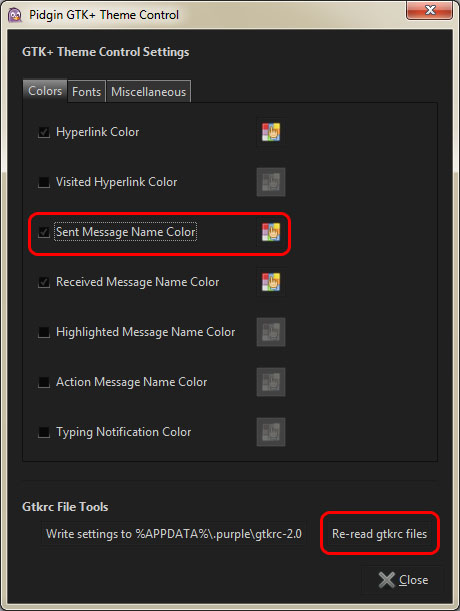 Pidgin GTK+ Theme Control
GTK+ Theme Control Settings
Colors Fonts Miscellaneous
Hyperlink Color
Visited Hyperlink Color
Sent Message Name Color
Received Message Name Color
Highlighted Message Name Color
Action Message Name Color
Typing Notification Color
Gtkrc File Tools
Write settings to %APPDATA%\.purple\gtkrc-2.0 Re-read gtkrc files
Close